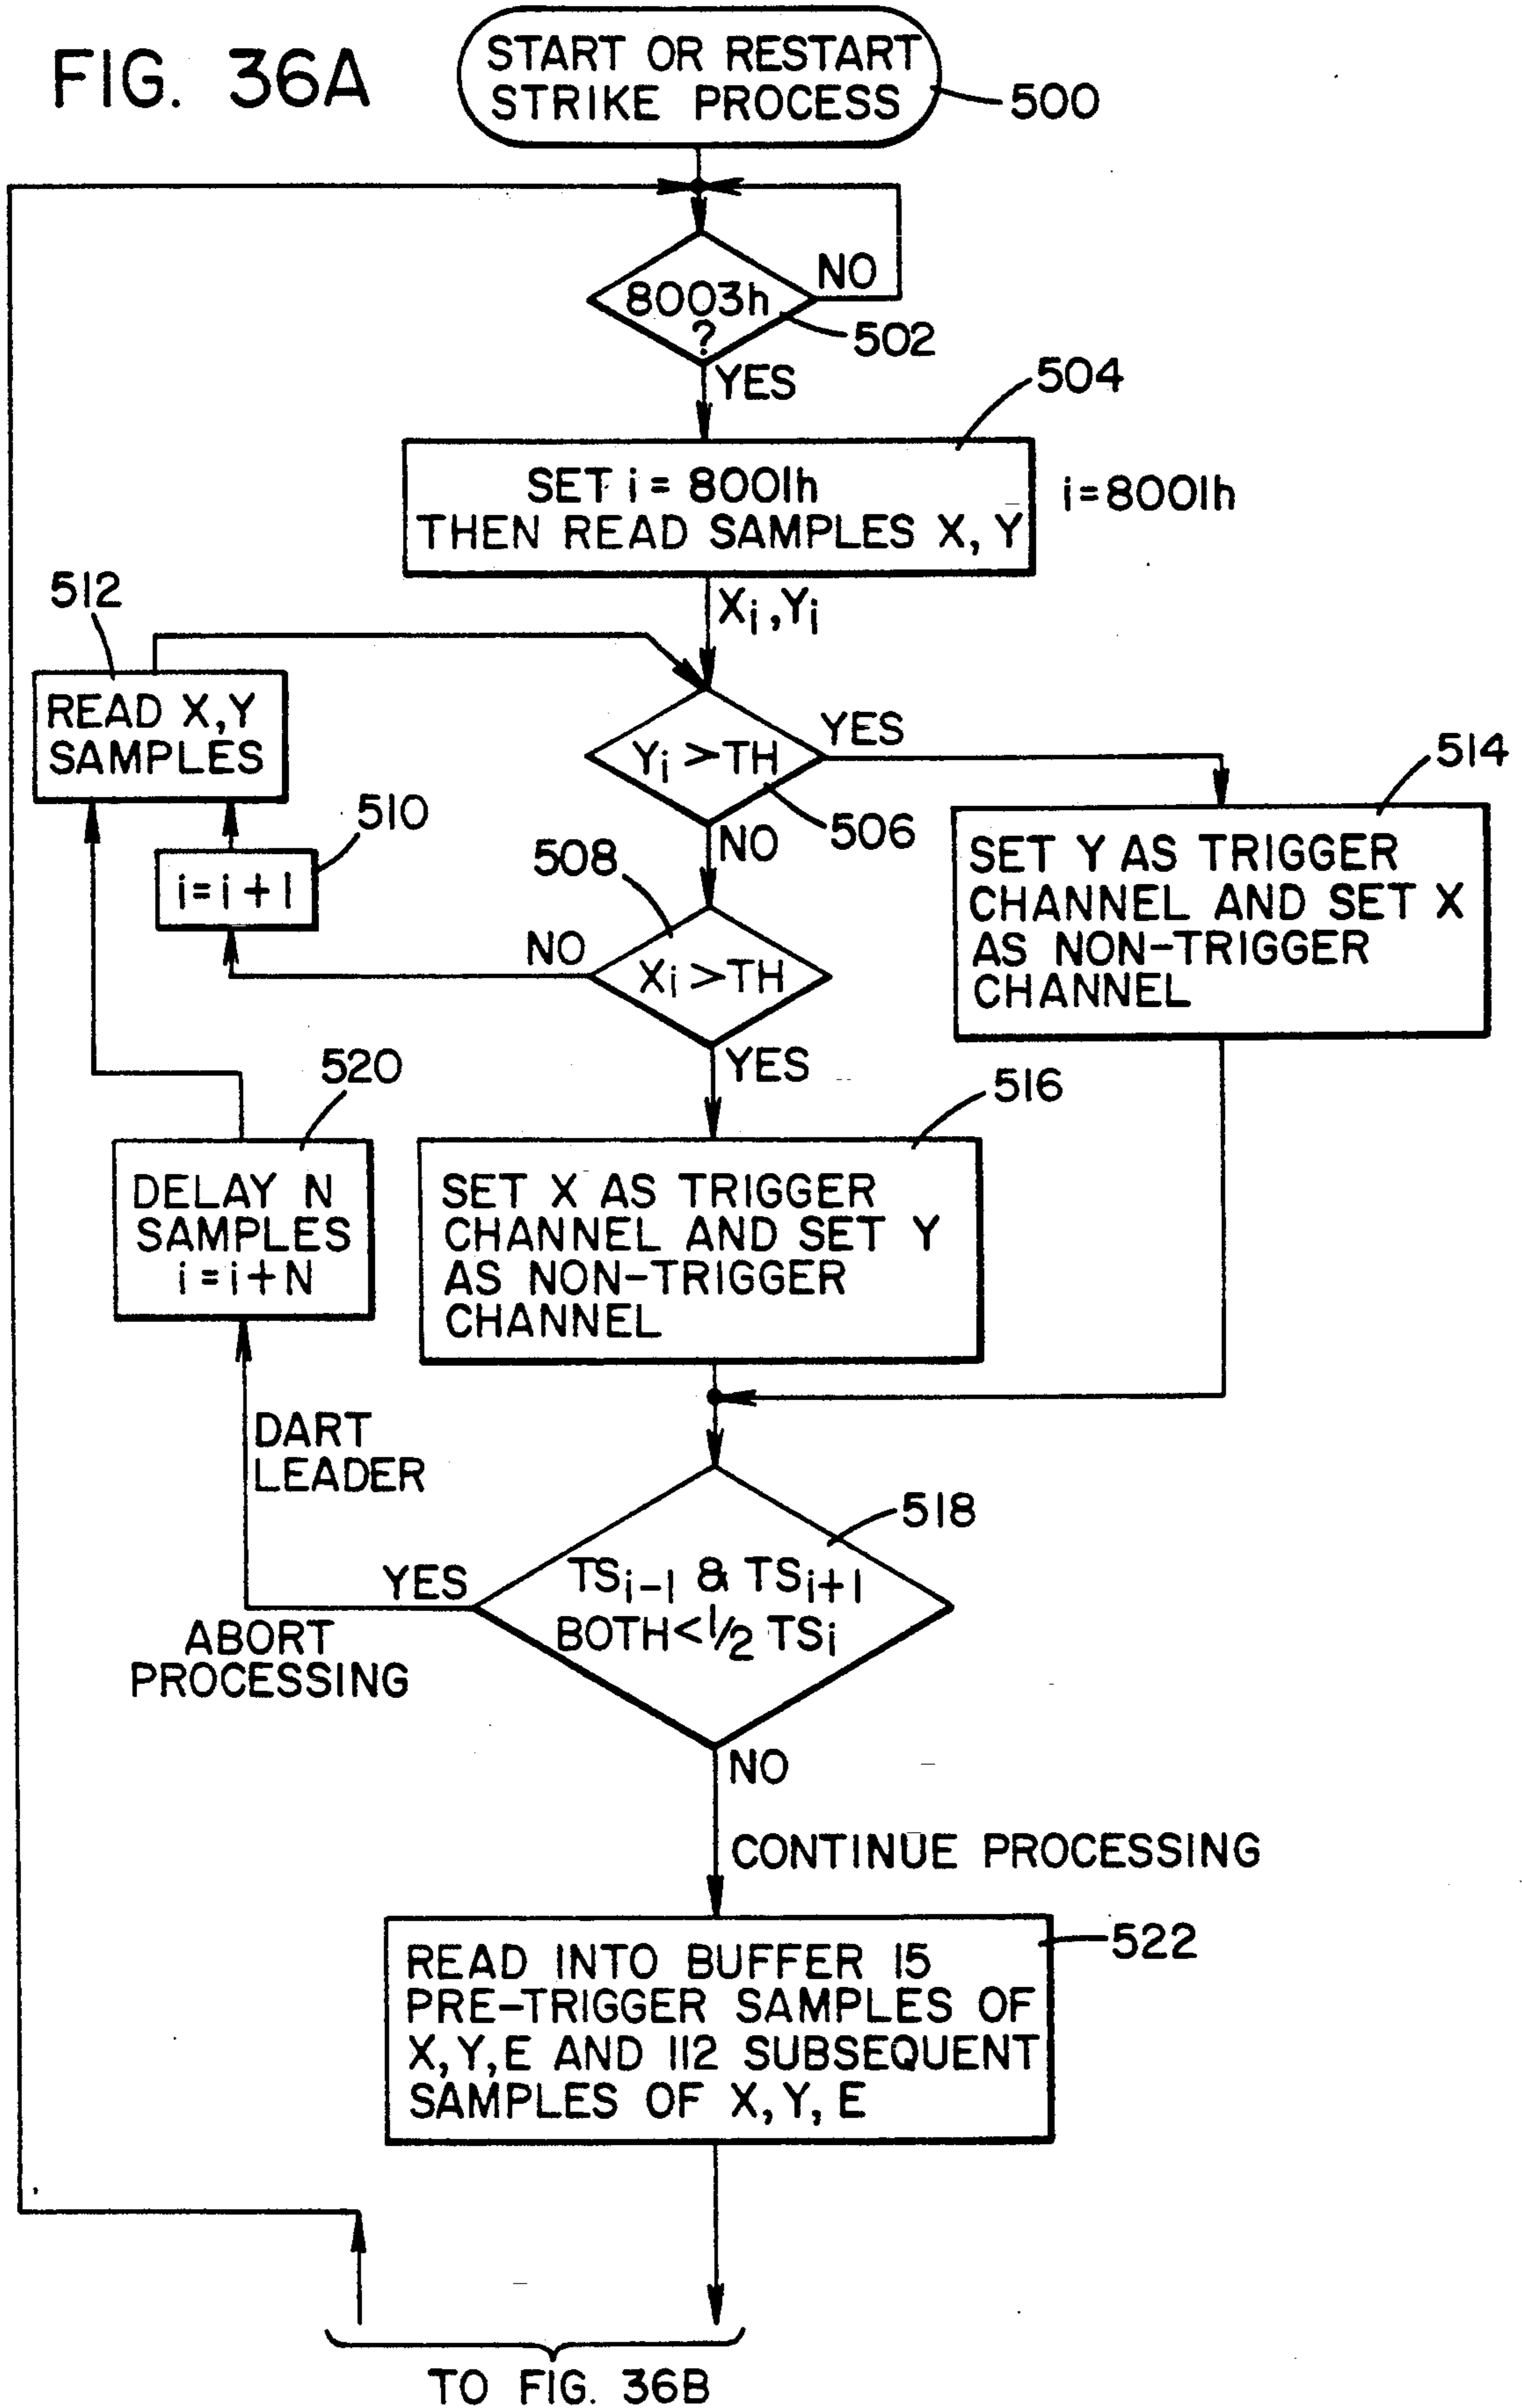 FIG. 36A
START OR RESTART
STRIKE PROCESS
500
NO
8003h
?
502
YES
504
SET i = 8001h
THEN READ SAMPLES X, Y
i=8001h
512
Xi ,Yi
READ X,Y
SAMPLES
YES
Yi >TH
514
510
506
NO
SET Y AS TRIGGER
CHANNEL AND SET X
AS NON-TRIGGER
CHANNEL
508
i=i+1
NO
Xi >TH
YES
520
516
DELAY N
SAMPLES
i=i+N
SET X AS TRIGGER
CHANNEL AND SET Y
AS NON-TRIGGER
CHANNEL
DART
LEADER
518
YES
TSi-1 & TSi+1
BOTH<1/2 TSi
ABORT
PROCESSING
NO
CONTINUE PROCESSING
522
READ INTO BUFFER 15
PRE-TRIGGER SAMPLES OF
X,Y,E AND 112 SUBSEQUENT
SAMPLES OF X,Y,E
TO FIG. 36B